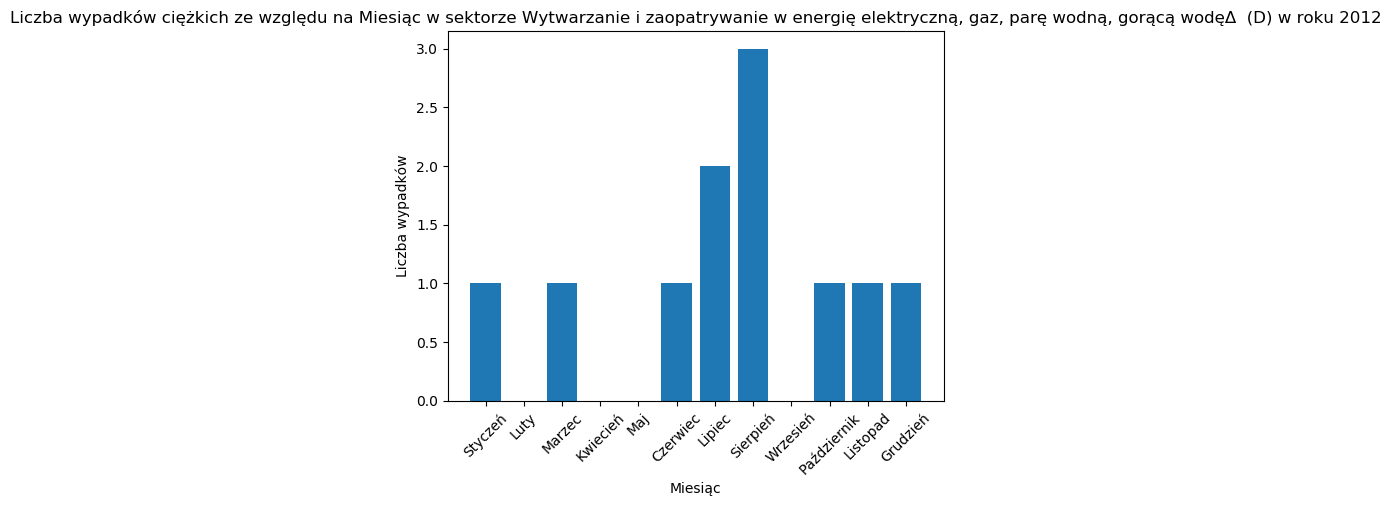 Liczba wypadków ciężkich ze względu na Miesiąc w sektorze Wytwarzanie i zaopatrywanie w energię elektryczną, gaz, parę wodną, gorącą wodęΔ  (D) w roku 2012
3.0
2.5
2.0
1.5
1.0
0.5
0.0
Liczba wypadków
Styczeń
Luty
Marzec
Kwiecień
Maj
Czerwiec
Lipiec
Sierpień
Wrzesień
Październik
Listopad
Grudzień
Miesiąc